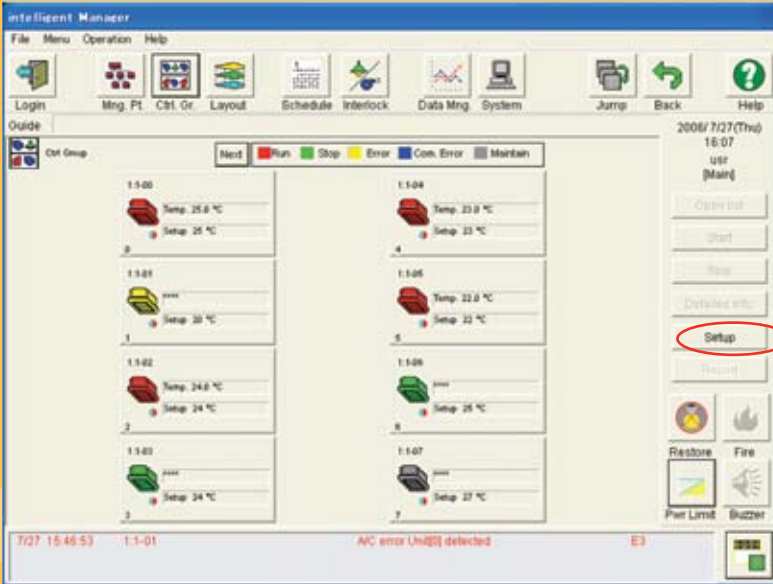 intelligent Manager
File Menu Operation Help
Login Mng. Pt. Ctrl. Gr. Layout Schedule Interlock Data Mng. System Jump Back Help
Guide
2006/ 7/27(Thu)
16:07
usr
[Main]
Ctrl Group
Next Run Stop Error Com. Error Maintain
1:1-00
Temp. 25.0 ℃
Setup 25 ℃
0
1:1-04
Temp. 23.0 ℃
Setup 23 ℃
4
1:1-01
****
Setup 20 ℃
1
1:1-05
Temp. 22.0 ℃
Setup 22 ℃
5
1:1-02
Temp. 24.0 ℃
Setup 24 ℃
2
1:1-06
****
Setup 25 ℃
6
1:1-03
****
Setup 24 ℃
3
1:1-07
****
Setup 27 ℃
7
Open list
Start
Stop
Detailed info.
Setup
Report
Restore Fire
Pwr Limit Buzzer
7/27 15:46:53 1:1-01 A/C error Unit[0] detected E3